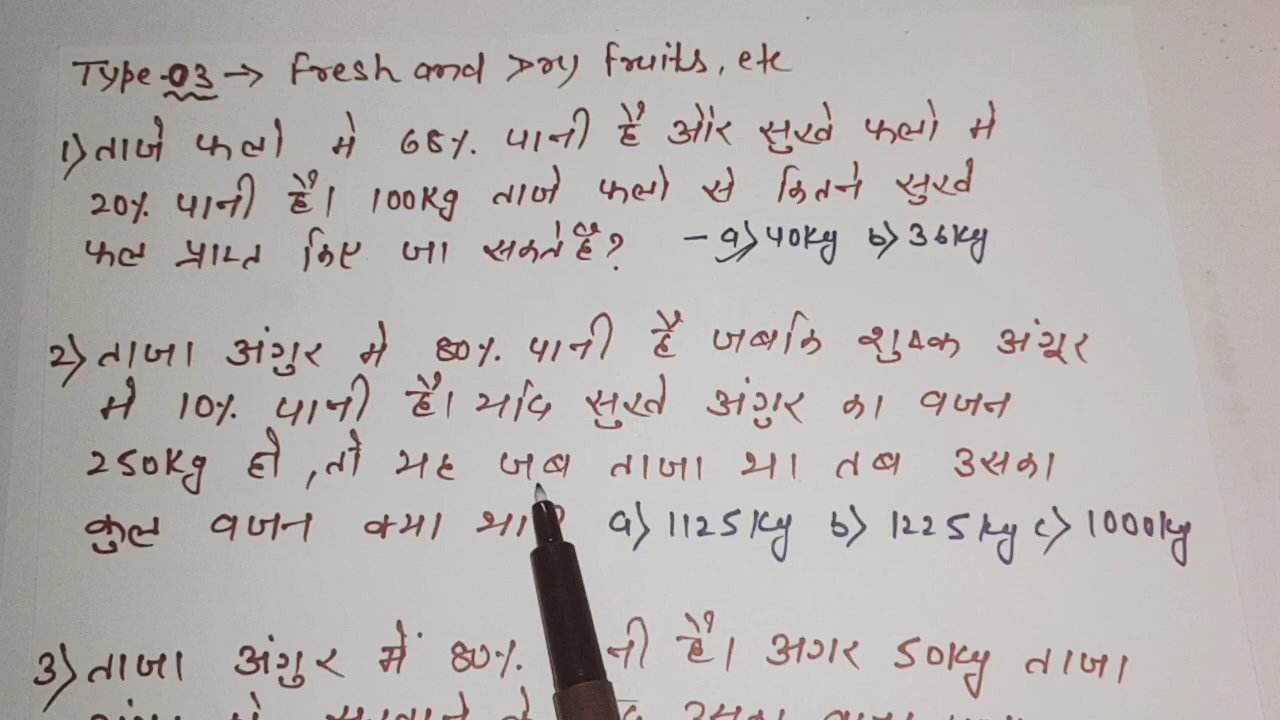 Type-03 → Fresh and Dry fruits, etc
1) ताजे फलो मे 68% पानी हैं और सुखे फलो मे
20% पानी हैं। 100Kg ताजे फलो से कितने सुखे
फल प्राप्त किए जा सकते हैं? - a) 40Kg b) 36Kg
2) ताजा अंगुर मे 80% पानी हैं जबकि शुष्क अंगूर
मे 10% पानी हैं। यदि सुखे अंगुर का वजन
250Kg हो, तो यह जब ताजा था तब उसका
कुल वजन क्या था? a) 1125Kg b) 1225Kg c) 1000Kg
3) ताजा अंगुर में 80% नी हैं। अगर 50Kg ताजा